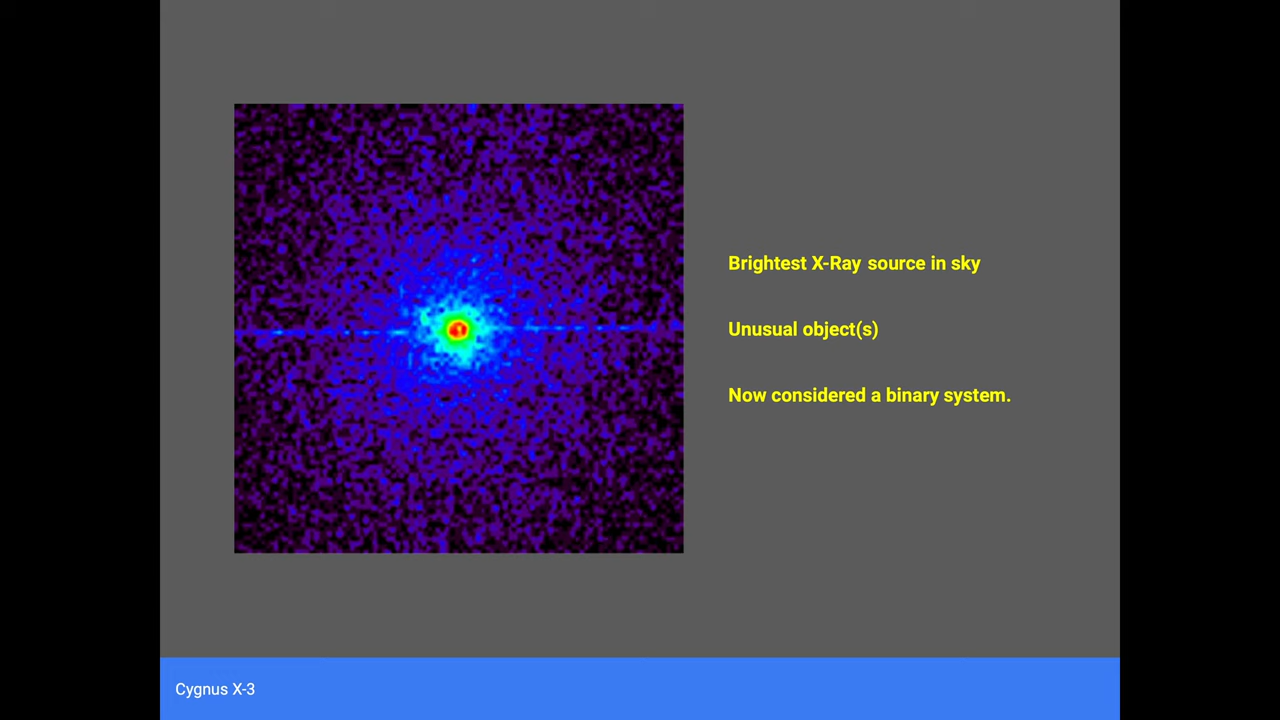 Brightest X-Ray source in sky
Unusual object(s)
Now considered a binary system.
Cygnus X-3